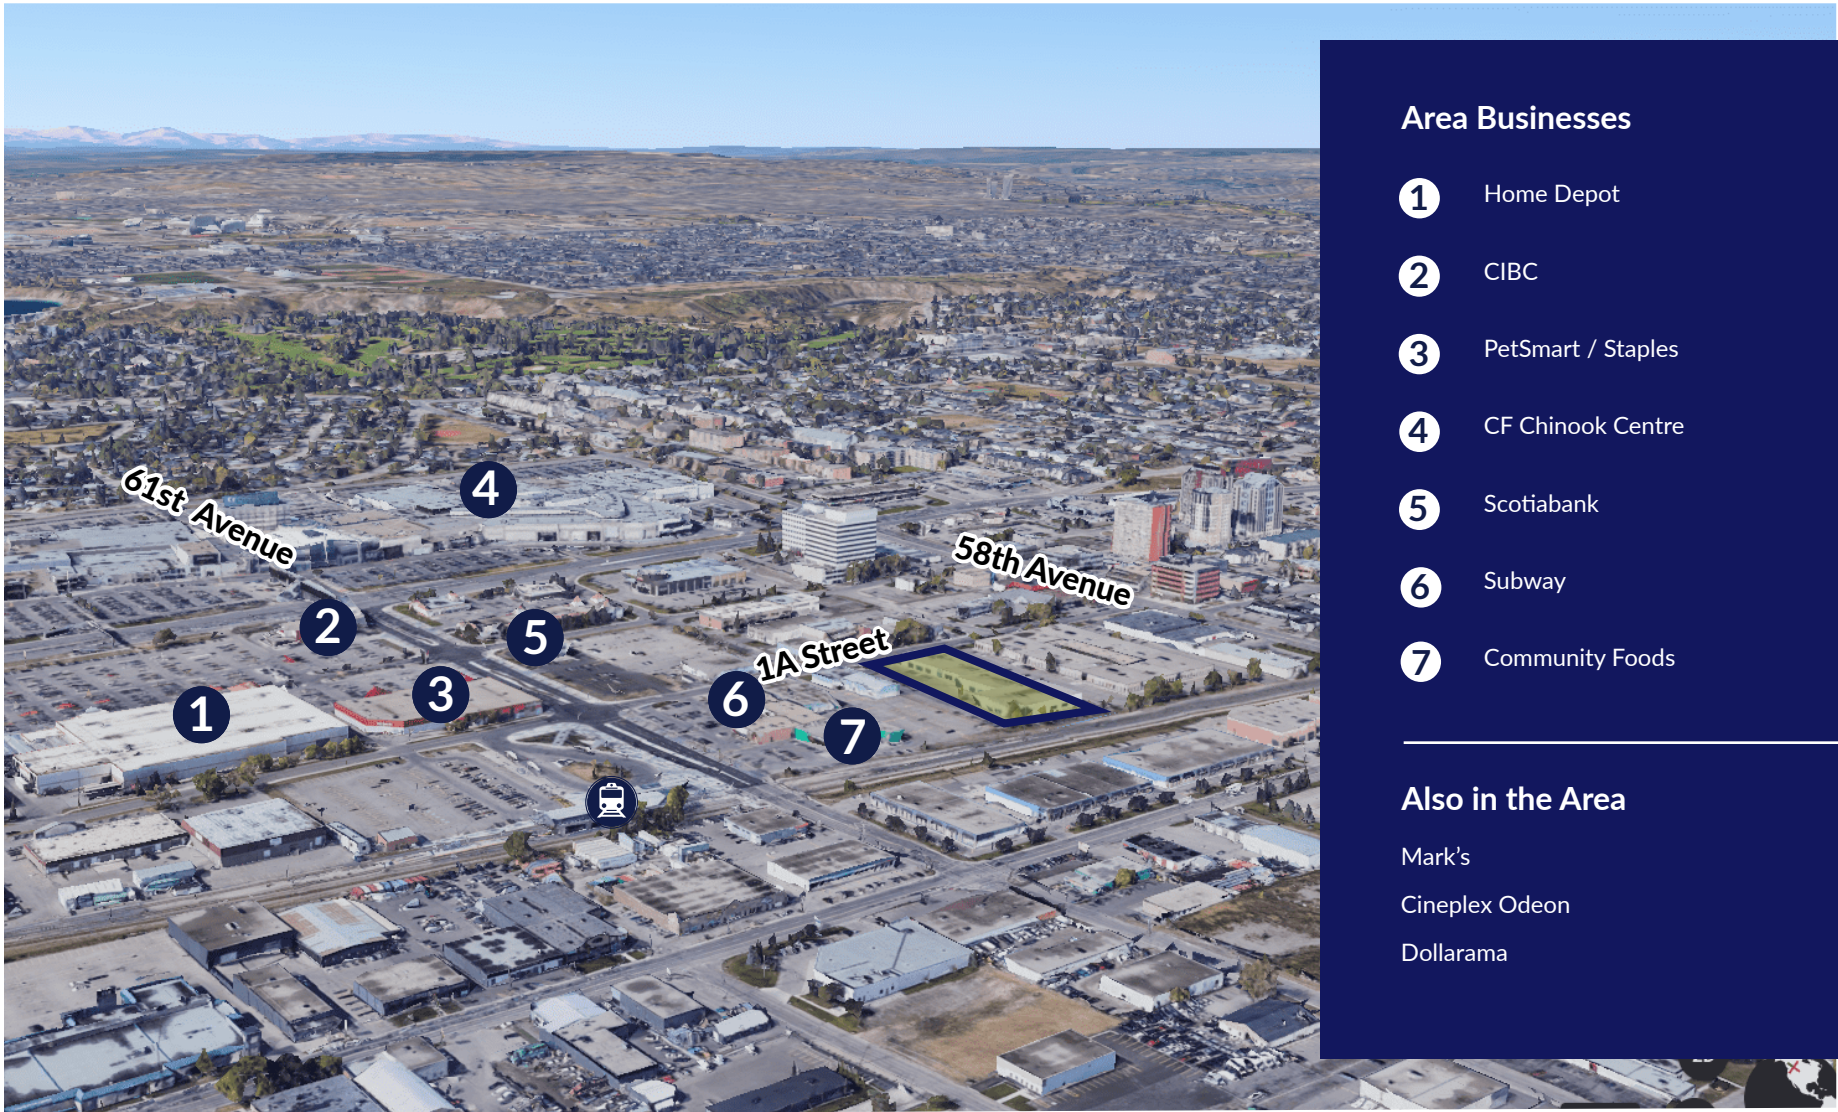 61st Avenue
58th Avenue
1A Street
4
2
5
3
1
6
7
Area Businesses
1 Home Depot
2 CIBC
3 PetSmart / Staples
4 CF Chinook Centre
5 Scotiabank
6 Subway
7 Community Foods
Also in the Area
Mark's
Cineplex Odeon
Dollarama